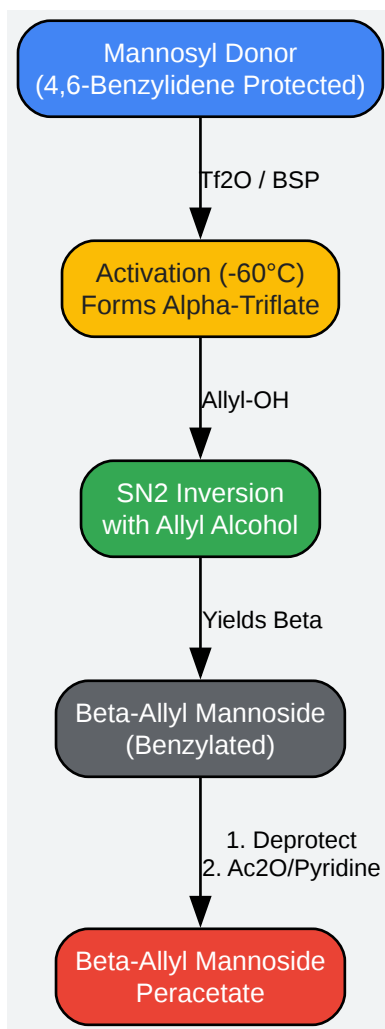 Mannosyl Donor
(4,6-Benzylidene Protected)
Tf2O / BSP
Activation (-60°C)
Forms Alpha-Triflate
Allyl-OH
SN2 Inversion
with Allyl Alcohol
Yields Beta
Beta-Allyl Mannoside
(Benzylated)
1. Deprotect
2. Ac2O/Pyridine
Beta-Allyl Mannoside
Peracetate